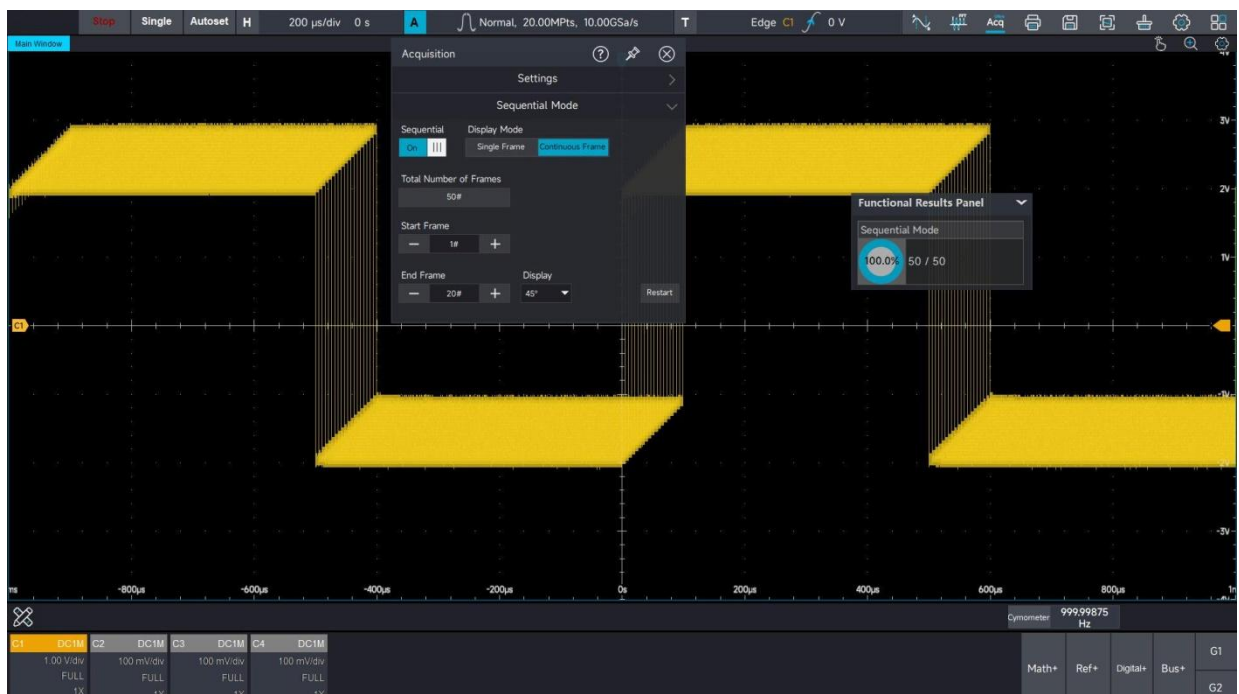 Stop Single Autoset H 200 µs/div 0 s A Normal, 20.00MPts, 10.00GSa/s T Edge C1 0 V Acq
Main Window
Acquisition ?
Settings
Sequential Mode
Sequential Display Mode
On Single Frame Continuous Frame
Total Number of Frames
50#
Start Frame
1#
End Frame Display
20# 45° Restart
Functional Results Panel
Sequential Mode
100.0% 50 / 50
3V
2V
1V
C1
-1V
-3V
-800µs -600µs -400µs -200µs 0s 200µs 400µs 600µs 800µs
Cymometer 999.99875
Hz
C1 DC1M C2 DC1M C3 DC1M C4 DC1M
1.00 V/div 100 mV/div 100 mV/div 100 mV/div
FULL FULL FULL FULL
1X 1X 1X 1X
Math+ Ref+ Digital+ Bus+
G1
G2